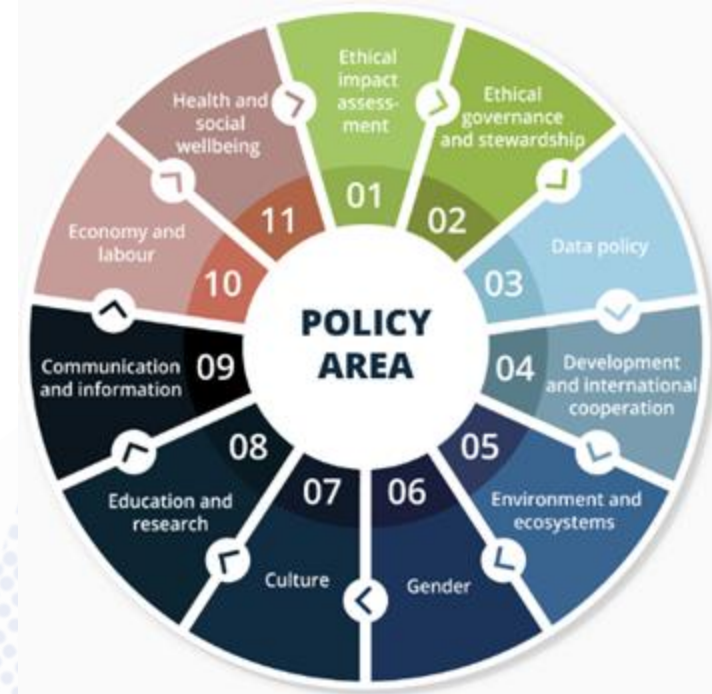 POLICY
AREA
01
Ethical
impact
assess-
ment
02
Ethical
governance
and stewardship
03
Data policy
04
Development
and international
cooperation
05
Environment and
ecosystems
06
Gender
07
Culture
08
Education and
research
09
Communication
and information
10
Economy and
labour
11
Health and
social
wellbeing